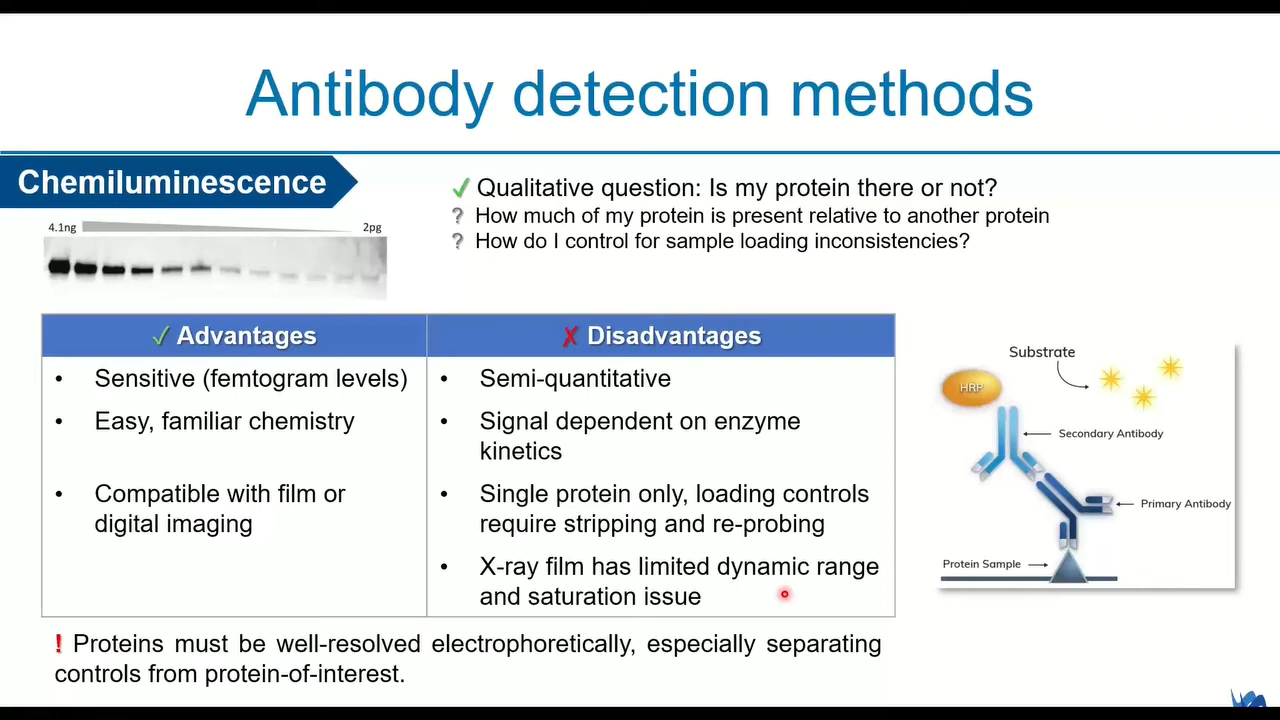 Antibody detection methods
Chemiluminescence
4.1ng 2pg
✓ Qualitative question: Is my protein there or not?
? How much of my protein is present relative to another protein
? How do I control for sample loading inconsistencies?
✓ Advantages
• Sensitive (femtogram levels)
• Easy, familiar chemistry
• Compatible with film or
digital imaging
✗ Disadvantages
• Semi-quantitative
• Signal dependent on enzyme
kinetics
• Single protein only, loading controls
require stripping and re-probing
• X-ray film has limited dynamic range
and saturation issue
Substrate
HRP
Secondary Antibody
Primary Antibody
Protein Sample
! Proteins must be well-resolved electrophoretically, especially separating
controls from protein-of-interest.